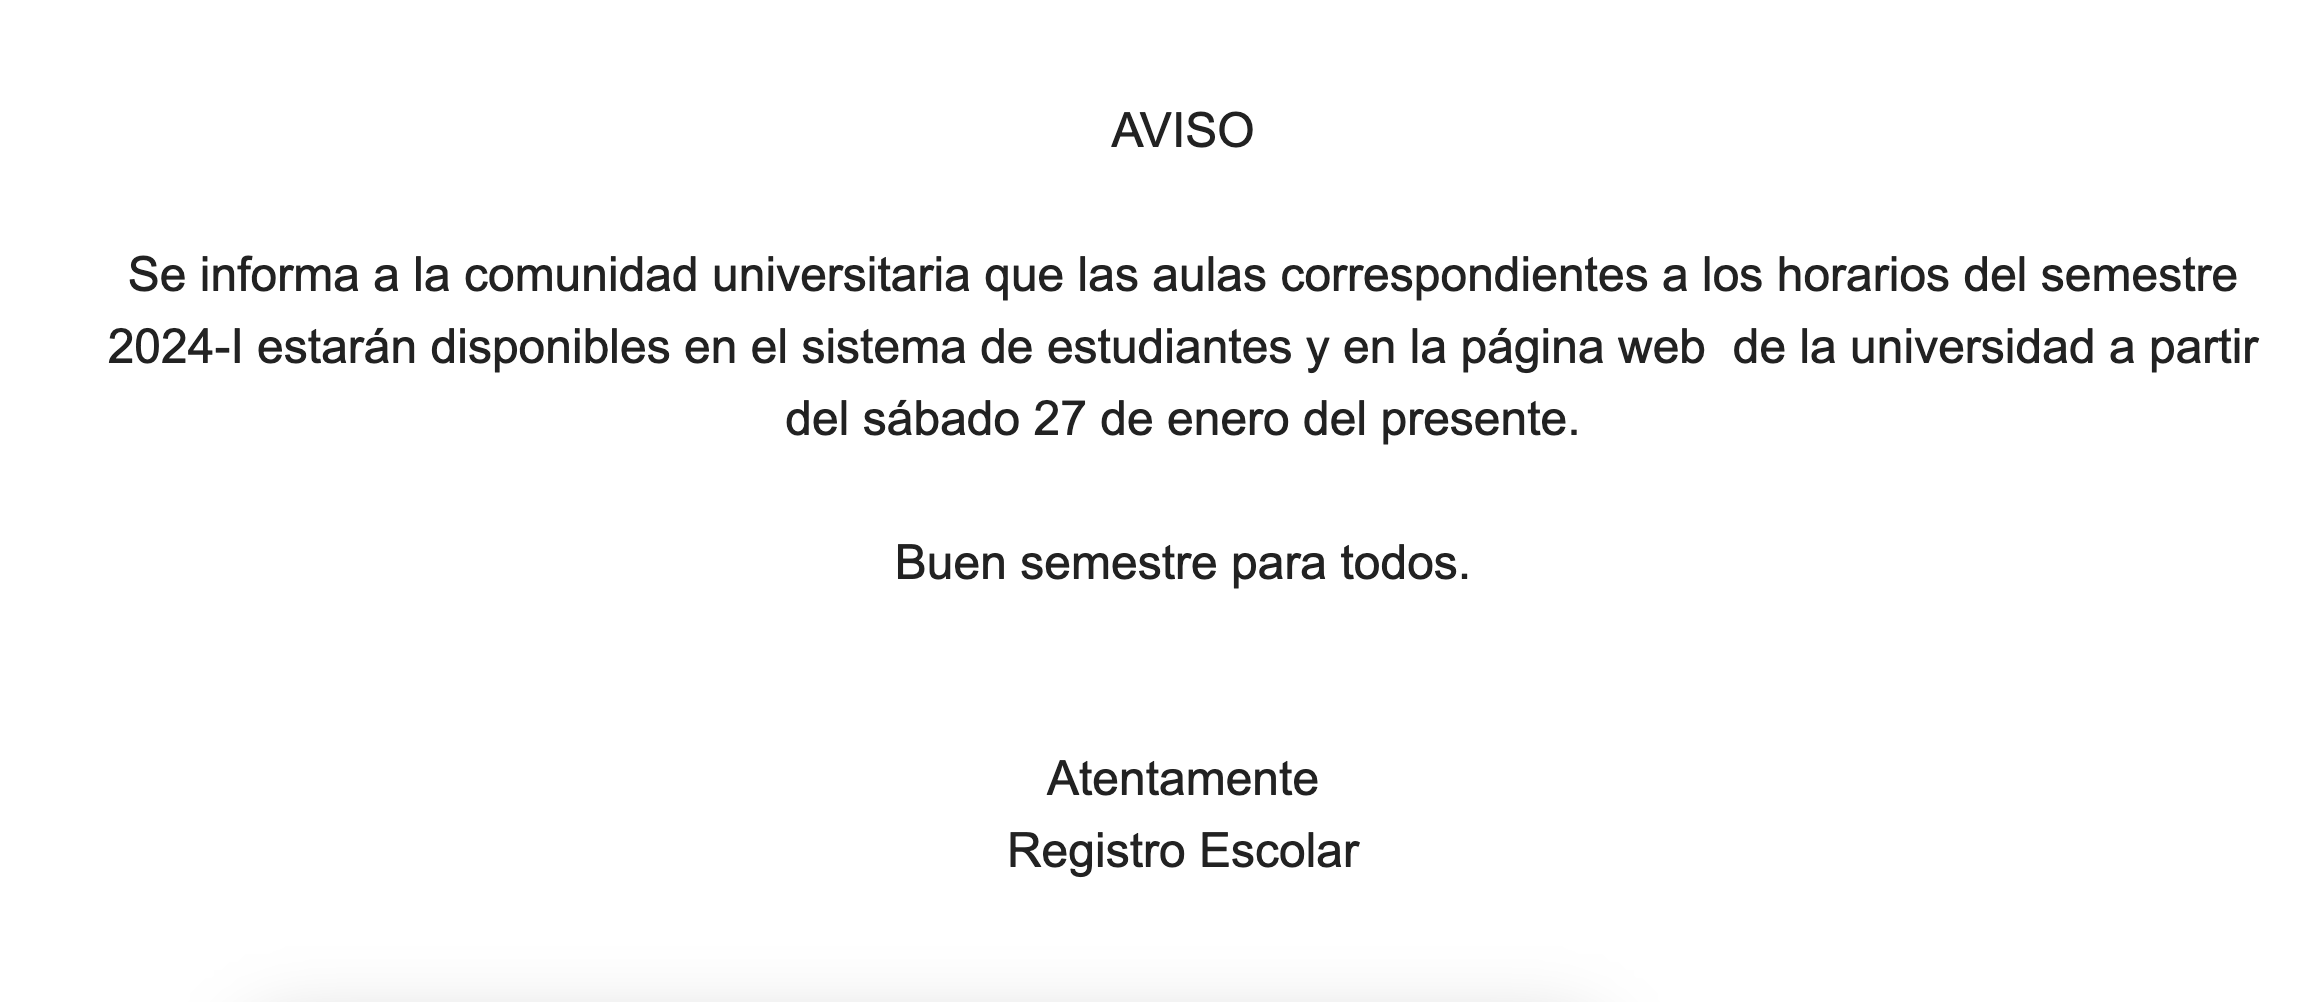 AVISO
Se informa a la comunidad universitaria que las aulas correspondientes a los horarios del semestre
2024-I estarán disponibles en el sistema de estudiantes y en la página web  de la universidad a partir
del sábado 27 de enero del presente.
Buen semestre para todos.
Atentamente
Registro Escolar